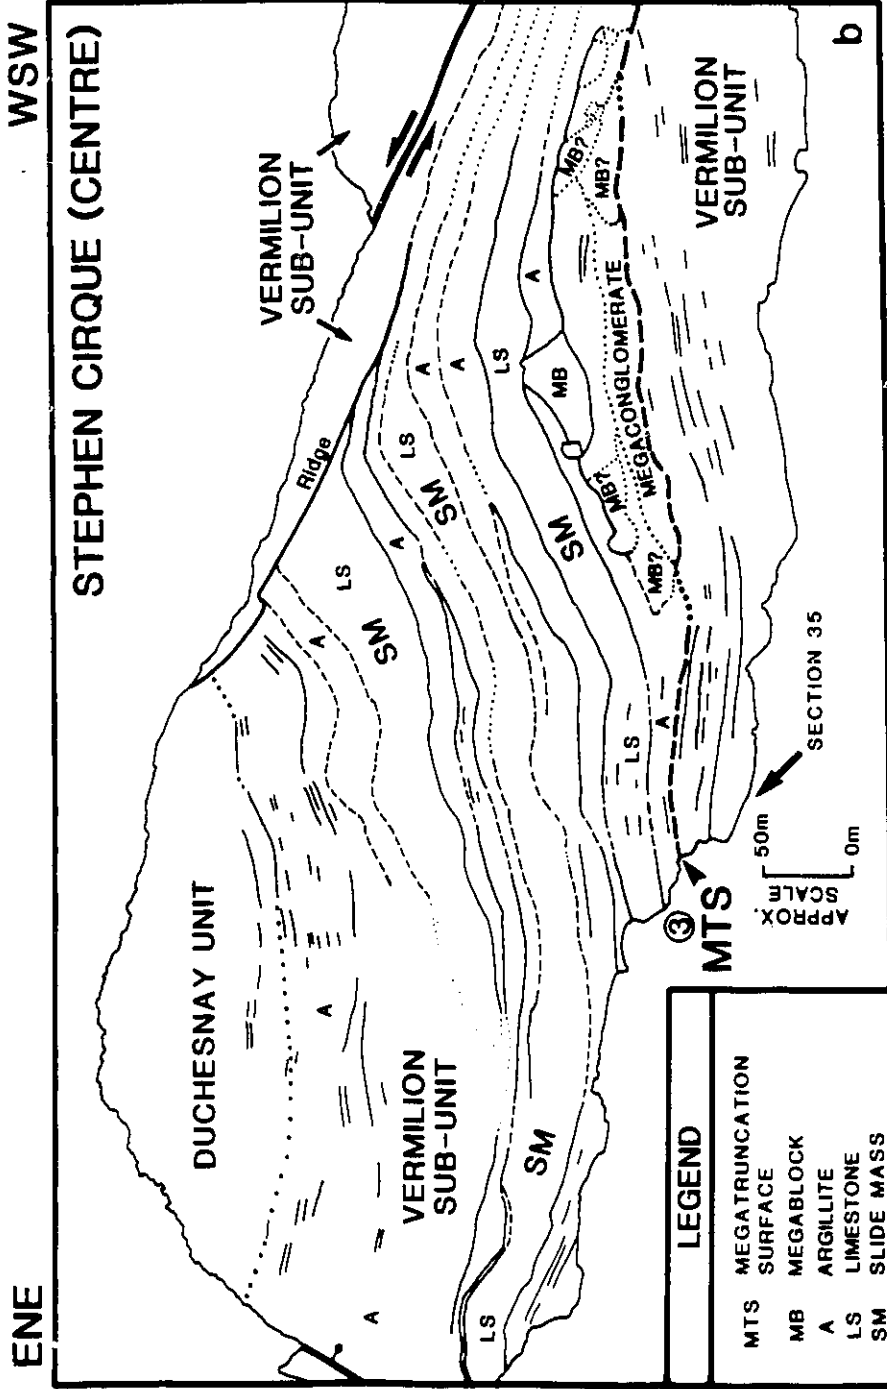 ENE
WSW
STEPHEN CIRQUE (CENTRE)
VERMILION
SUB-UNIT
Ridge
DUCHESNAY UNIT
A
LS
SM
A
LS
A
SM
A
LS
A
VERMILION
SUB-UNIT
A
A
SM
LS
SM
LS
A
MB
MB?
MB?
MB?
MB?
MEGACONGLOMERATE
VERMILION
SUB-UNIT
③
MTS
APPROX.
SCALE
50m
0m
SECTION 35
b
LEGEND
MTS MEGATRUNCATION
SURFACE
MB MEGABLOCK
A ARGILLITE
LS LIMESTONE
SM SLIDE MASS